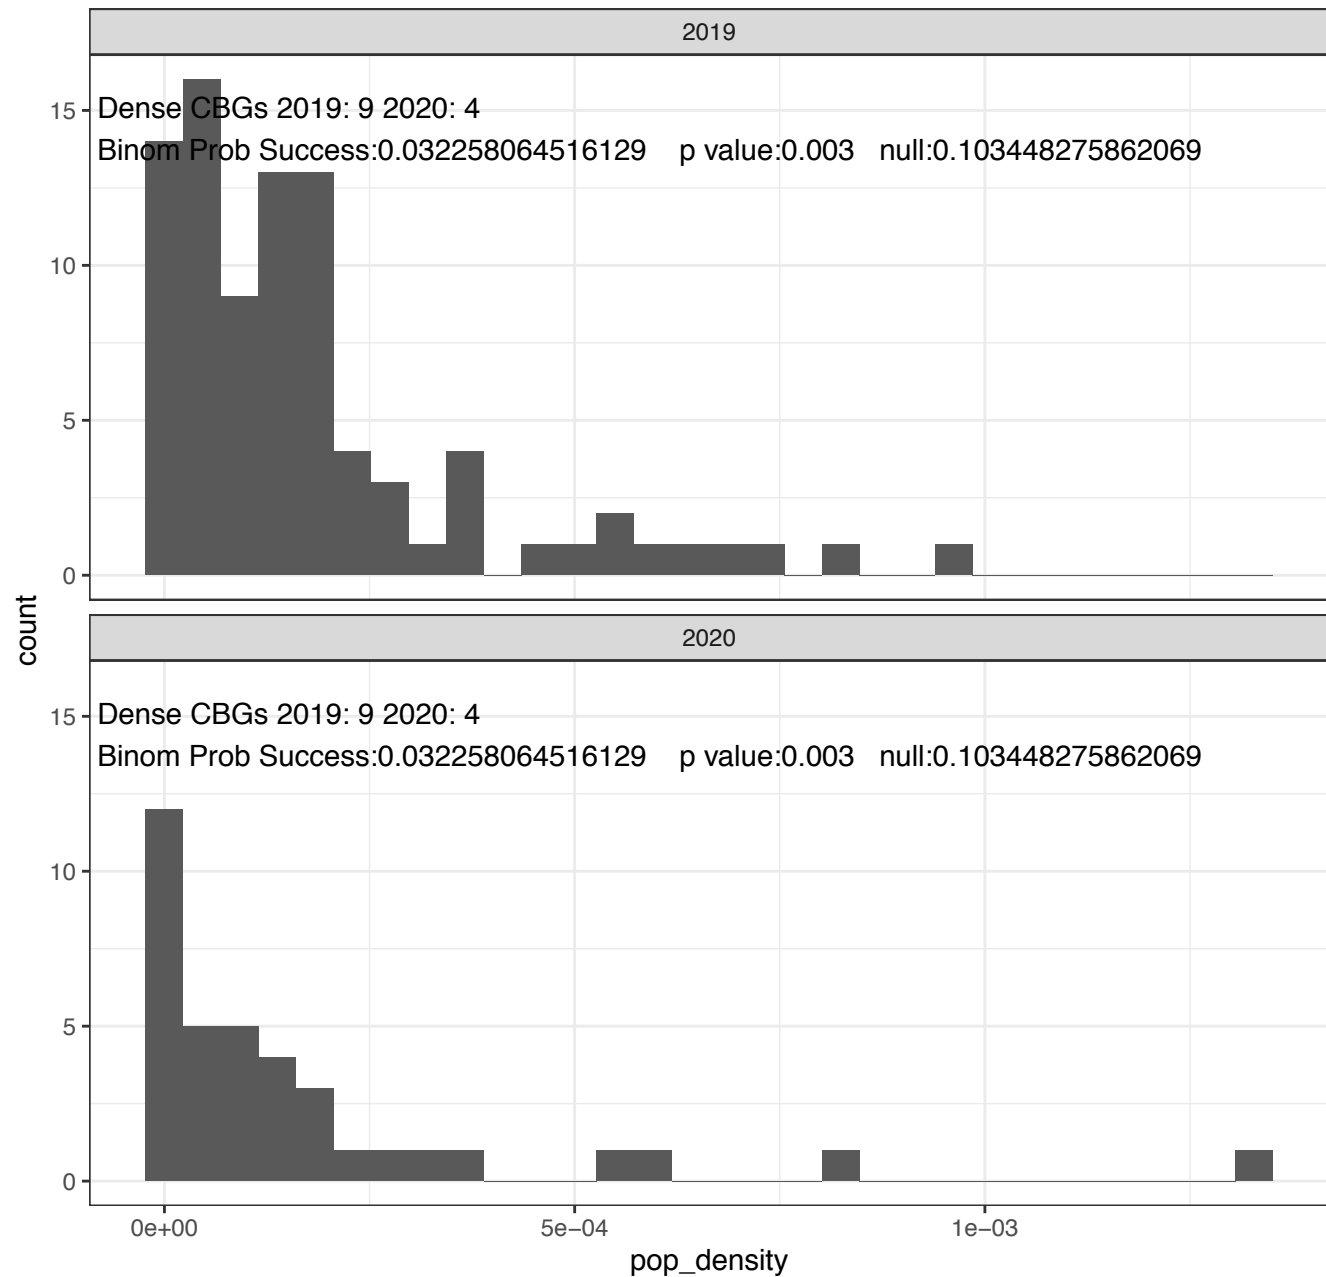 2019
15
Dense CBGs 2019: 9 2020: 4
Binom Prob Success:0.032258064516129 p value:0.003 null:0.103448275862069
10
5
0
count
2020
15
Dense CBGs 2019: 9 2020: 4
Binom Prob Success:0.032258064516129 p value:0.003 null:0.103448275862069
10
5
0
0e+00 5e−04 1e−03
pop_density